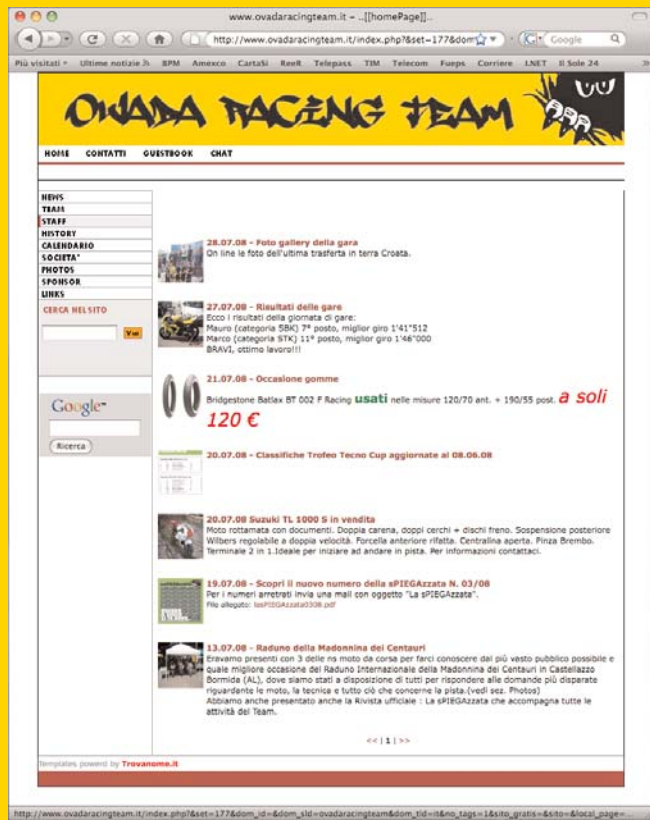 www.ovadaracingteam.it – ..[[homePage]]..
http://www.ovadaracingteam.it/index.php?&set=177&dom
Google
Più visitati
Ultime notizie
BPM
Amexco
CartaSi
ReeR
Telepass
TIM
Telecom
Fueps
Corriere
I.NET
Il Sole 24
OWADA RACING TEAM
HOME CONTATTI GUESTBOOK CHAT
NEWS
TEAM
STAFF
HISTORY
CALENDARIO
SOCIETA'
PHOTOS
SPONSOR
LINKS
CERCA NEL SITO
Vai
Google
Ricerca
28.07.08 - Foto gallery della gara
On line le foto dell'ultima trasferta in terra Croata.
27.07.08 - Risultati delle gare
Ecco i risultati della giornata di gare:
Mauro (categoria SBK) 7° posto, miglior giro 1'41"512
Marco (categoria STK) 11° posto, miglior giro 1'46"000
BRAVI, ottimo lavoro!!!
21.07.08 - Occasione gomme
Bridgestone Batlax BT 002 F Racing usati nelle misure 120/70 ant. + 190/55 post. a soli
120 €
20.07.08 - Classifiche Trofeo Tecno Cup aggiornate al 08.06.08
20.07.08 Suzuki TL 1000 S in vendita
Moto rottamata con documenti. Doppia carena, doppi cerchi + dischi freno. Sospensione posteriore
Wilbers regolabile a doppia velocità. Forcella anteriore rifatta. Centralina aperta. Pinza Brembo.
Terminale 2 in 1.Ideale per iniziare ad andare in pista. Per informazioni contattaci.
19.07.08 - Scopri il nuovo numero della sPIEGAzzata N. 03/08
Per i numeri arretrati invia una mail con oggetto "La sPIEGAzzata".
File allegato: lasPIEGAzzata0308.pdf
13.07.08 - Raduno della Madonnina dei Centauri
Eravamo presenti con 3 delle ns moto da corsa per farci conoscere dal più vasto pubblico possibile e
quale migliore occasione del Raduno Internazionale della Madonnina dei Centauri in Castellazzo
Bormida (AL), dove siamo stati a disposizione di tutti per rispondere alle domande più disparate
riguardante le moto, la tecnica e tutto ciò che concerne la pista.(vedi sez. Photos)
Abbiamo anche presentato anche la Rivista ufficiale : La sPIEGAzzata che accompagna tutte le
attività del Team.
<< | 1 | >>
Templates powerd by Trovanome.it
http://www.ovadaracingteam.it/index.php?&set=177&dom_id=&dom_sld=ovadaracingteam&dom_tld=it&no_tags=1&sito_gratis=&sito=&local_page=...